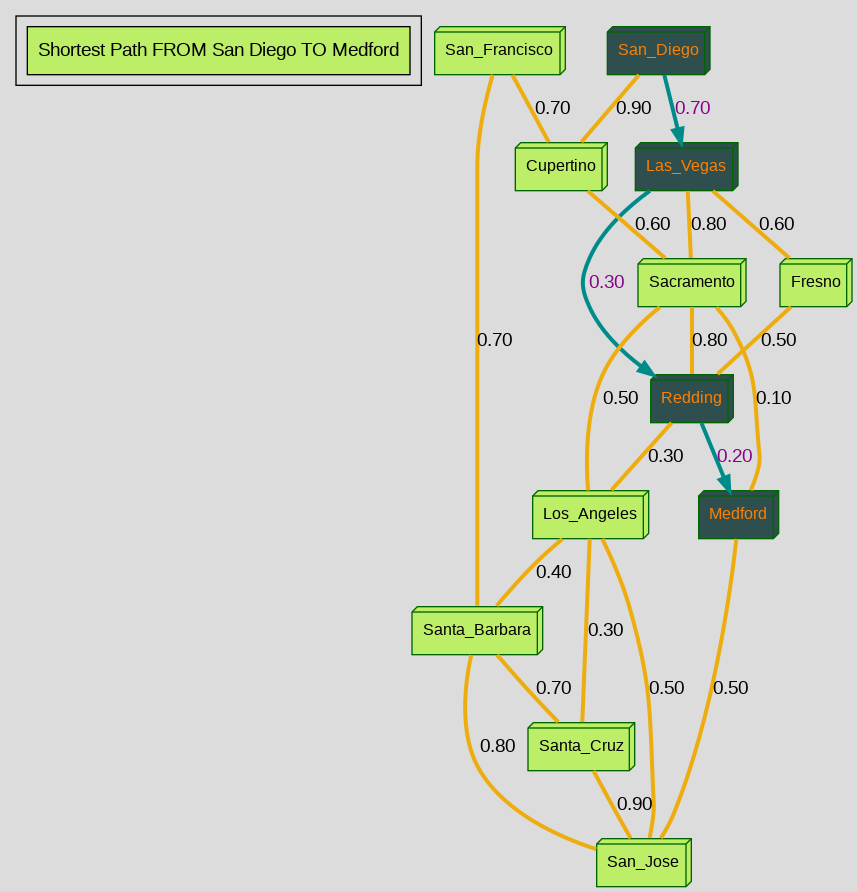 Shortest Path FROM San Diego TO Medford
San_Francisco
San_Diego
0.70
0.90
0.70
Cupertino
Las_Vegas
0.60
0.80
0.60
Sacramento
Fresno
0.30
0.70
0.80
0.50
Redding
0.50
0.10
0.30
0.20
Los_Angeles
Medford
0.40
Santa_Barbara
0.30
0.70
0.50
0.50
Santa_Cruz
0.80
0.90
San_Jose